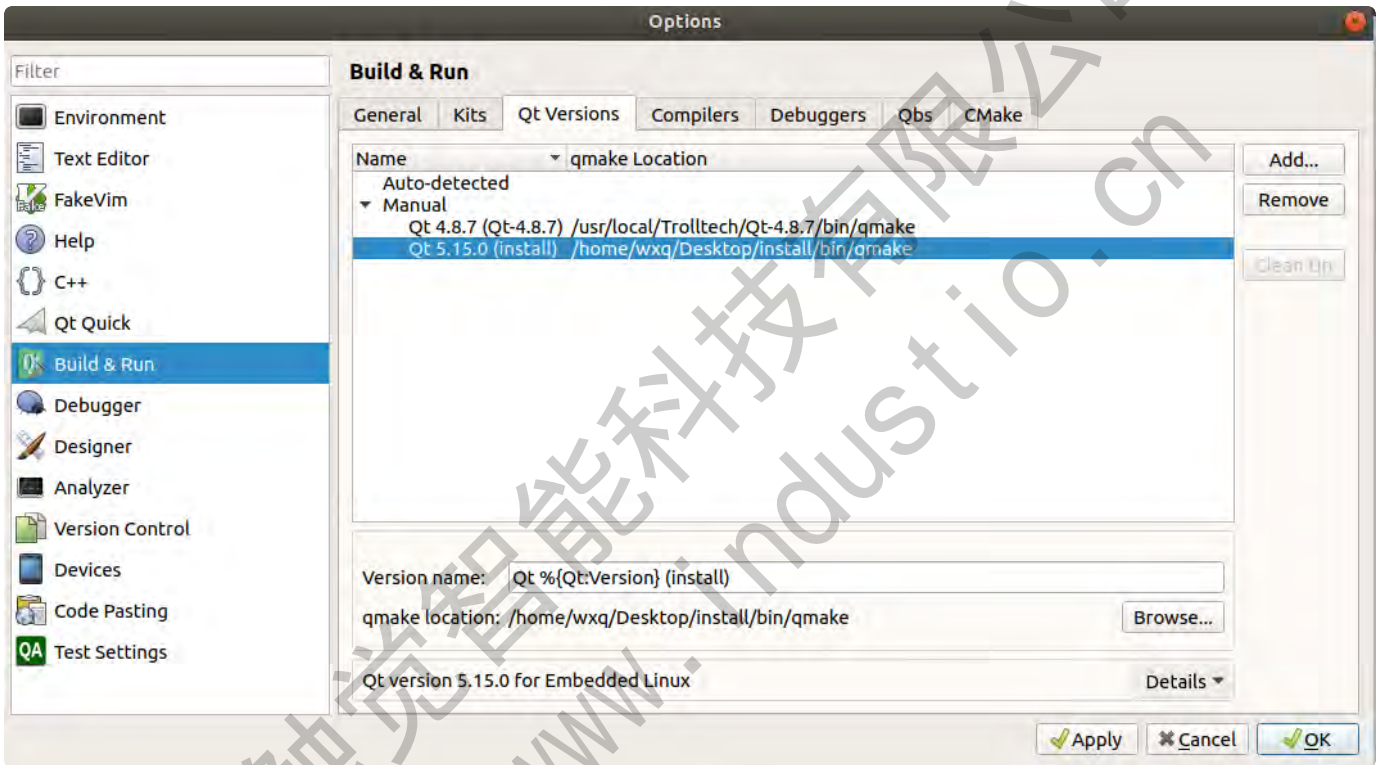 Options
Filter
Environment
Text Editor
FakeVim
Help
C++
Qt Quick
Build & Run
Debugger
Designer
Analyzer
Version Control
Devices
Code Pasting
Test Settings
Build & Run
General Kits Qt Versions Compilers Debuggers Qbs CMake
Name qmake Location
Auto-detected
Manual
Qt 4.8.7 (Qt-4.8.7) /usr/local/Trolltech/Qt-4.8.7/bin/qmake
Qt 5.15.0 (install) /home/wxq/Desktop/install/bin/qmake
Add...
Remove
Clean Up
Version name: Qt %{Qt:Version} (install)
qmake location: /home/wxq/Desktop/install/bin/qmake
Browse...
Qt version 5.15.0 for Embedded Linux
Details
Apply Cancel OK
觉智能科技有限公
www.industio.cn